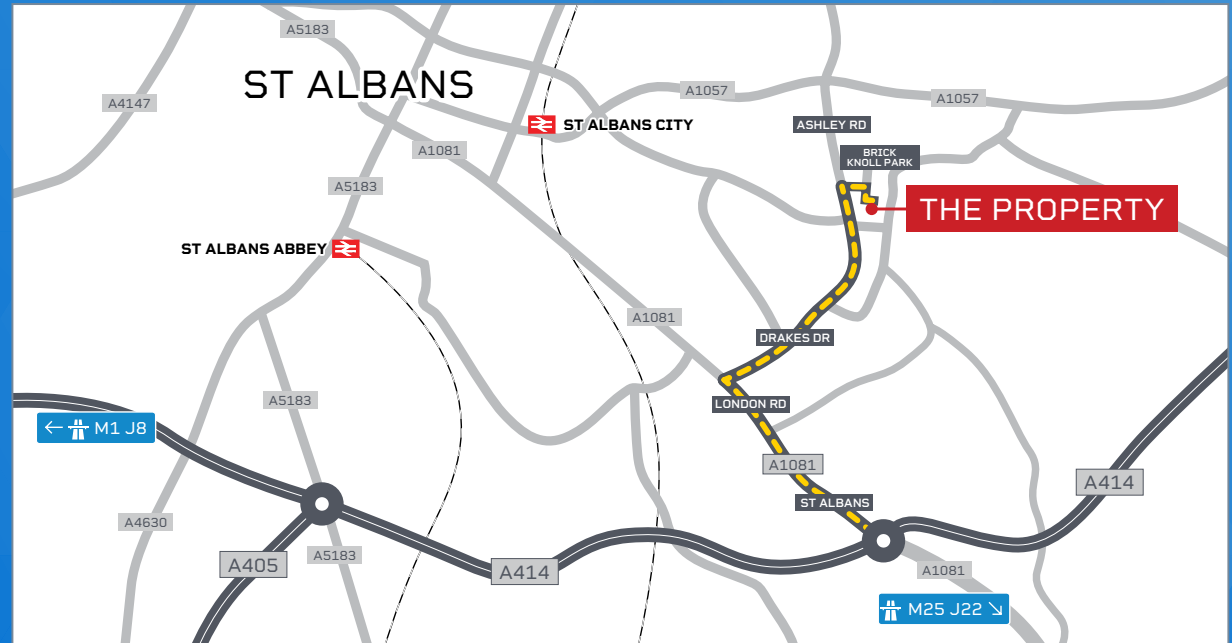 A5183
ST ALBANS
A4147
A1057
A1057
ST ALBANS CITY
ASHLEY RD
A1081
BRICK
KNOLL PARK
A5183
THE PROPERTY
ST ALBANS ABBEY
A1081
DRAKES DR
A5183
LONDON RD
← M1 J8
A1081
A414
ST ALBANS
A4630
A5183
A405
A414
A1081
M25 J22 ↘